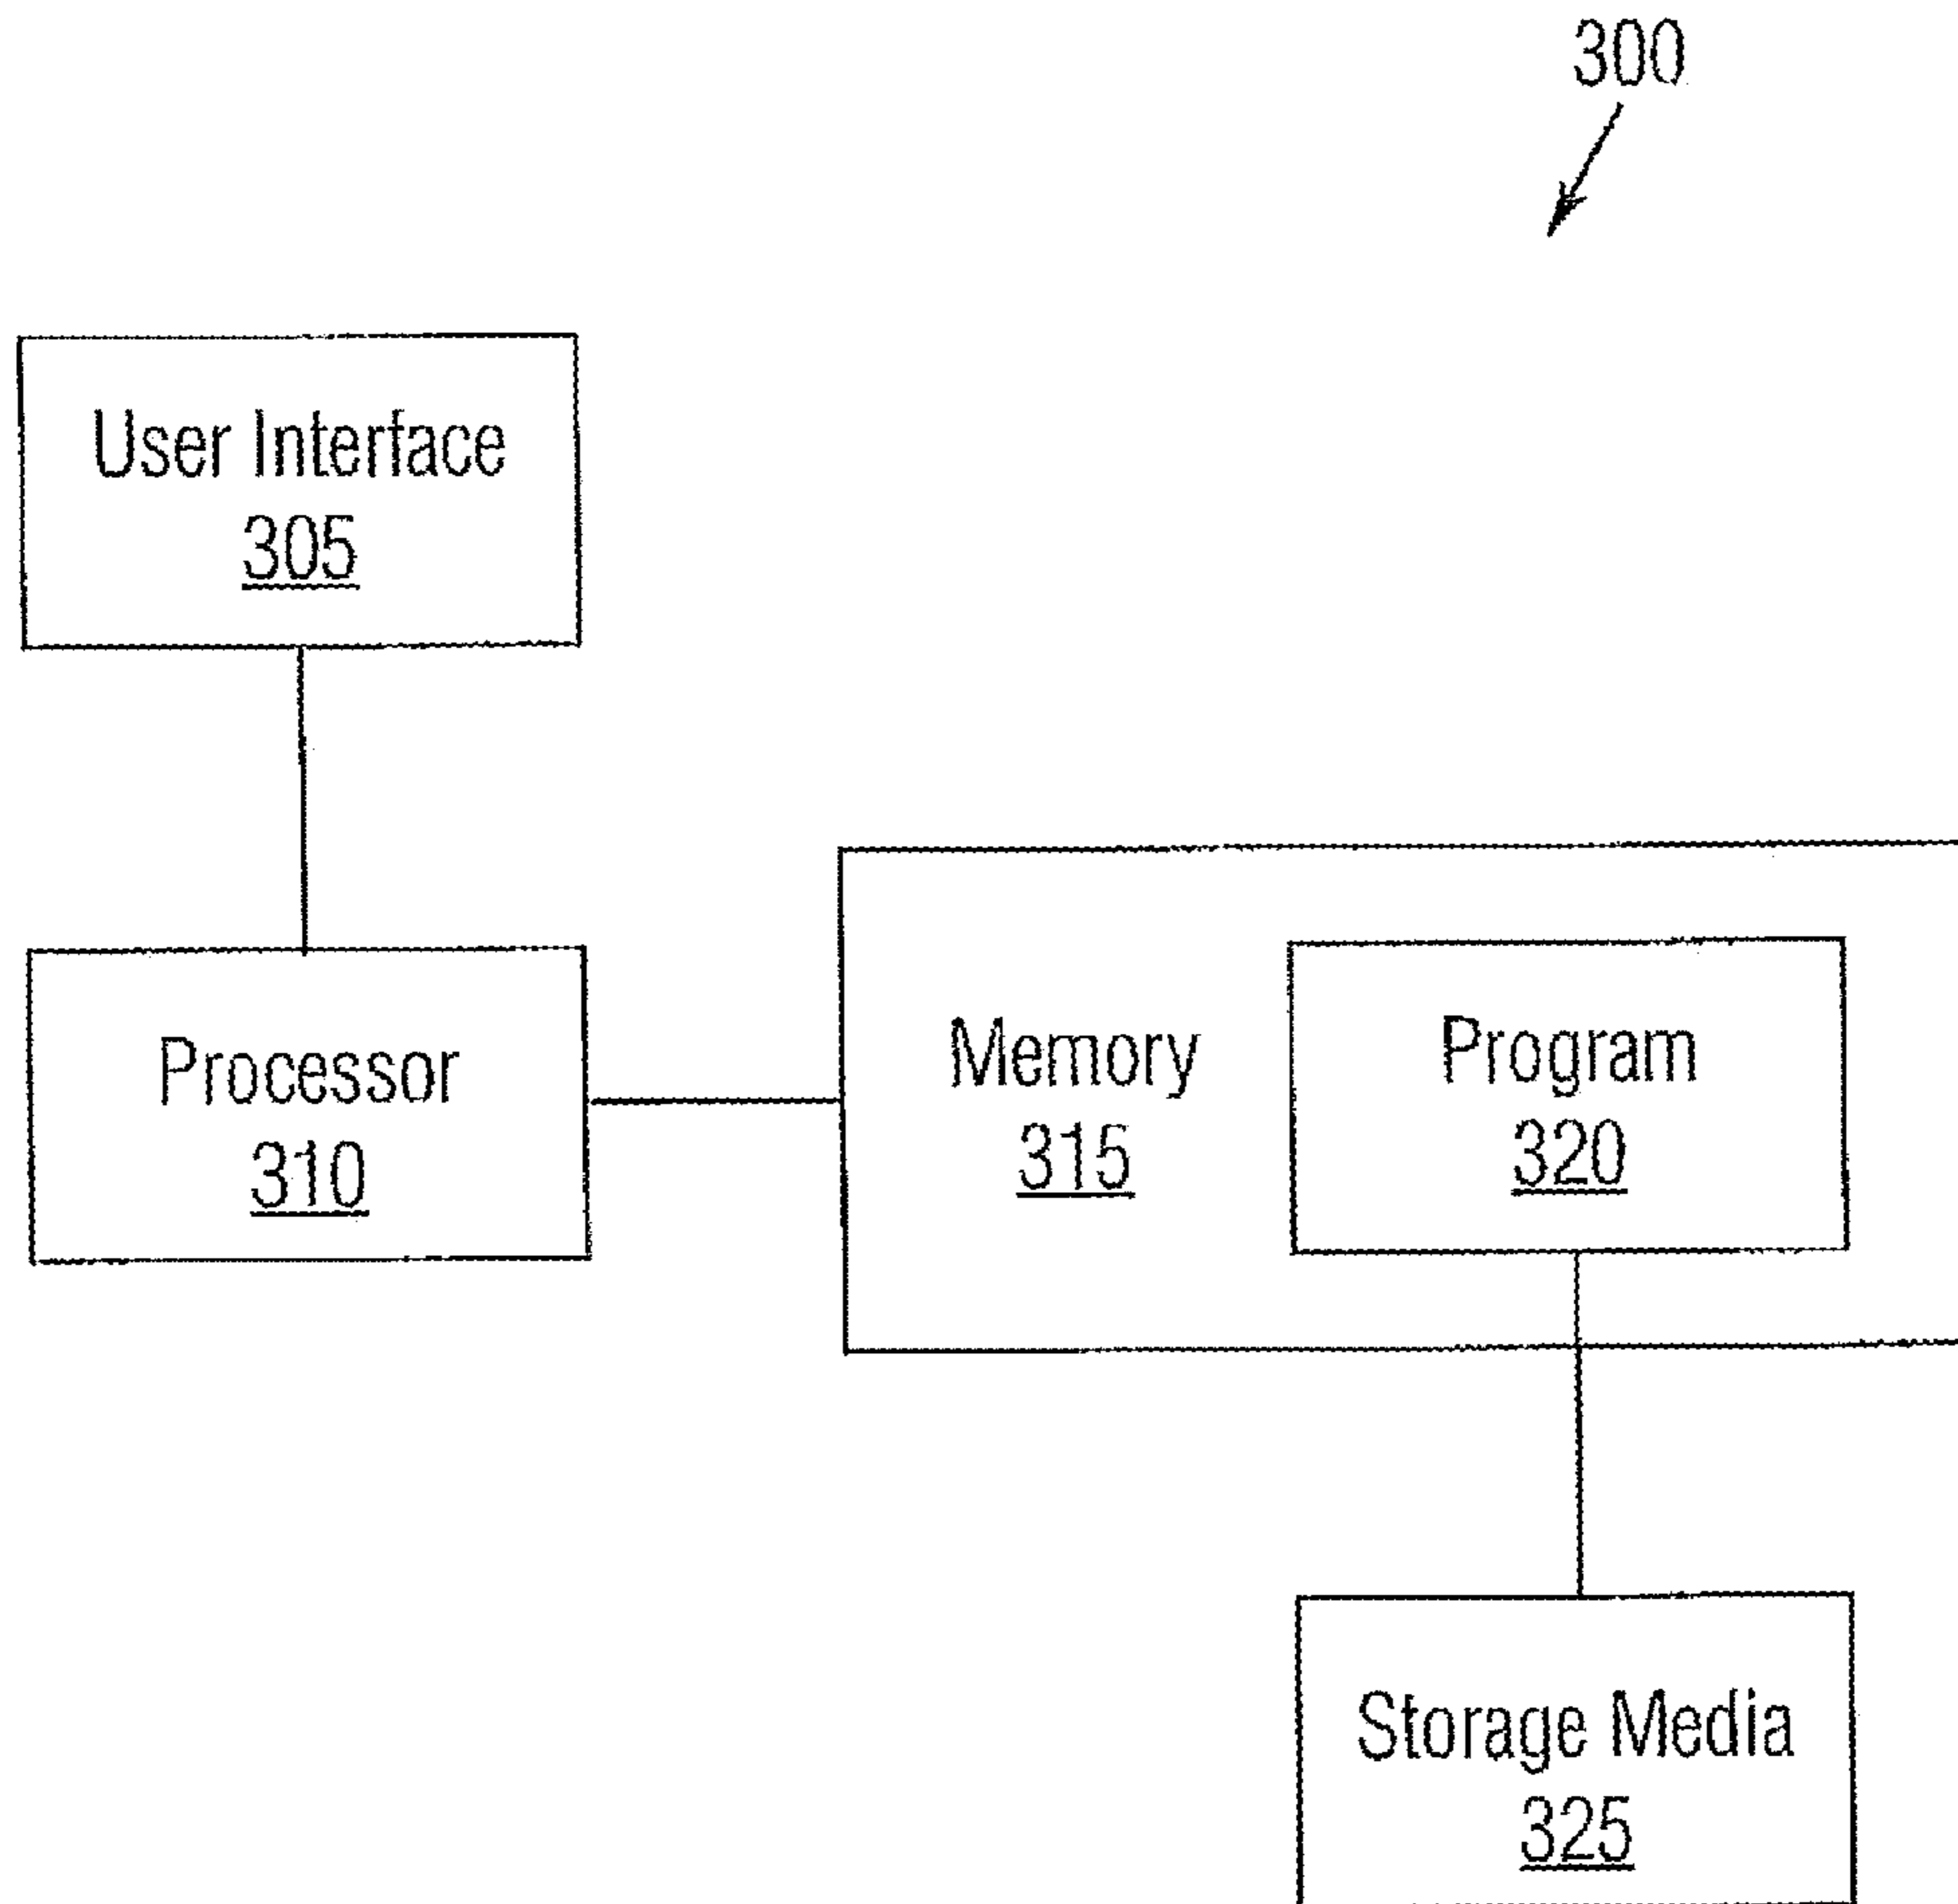 300
User Interface
305
Processor
310
Memory
315
Program
320
Storage Media
325